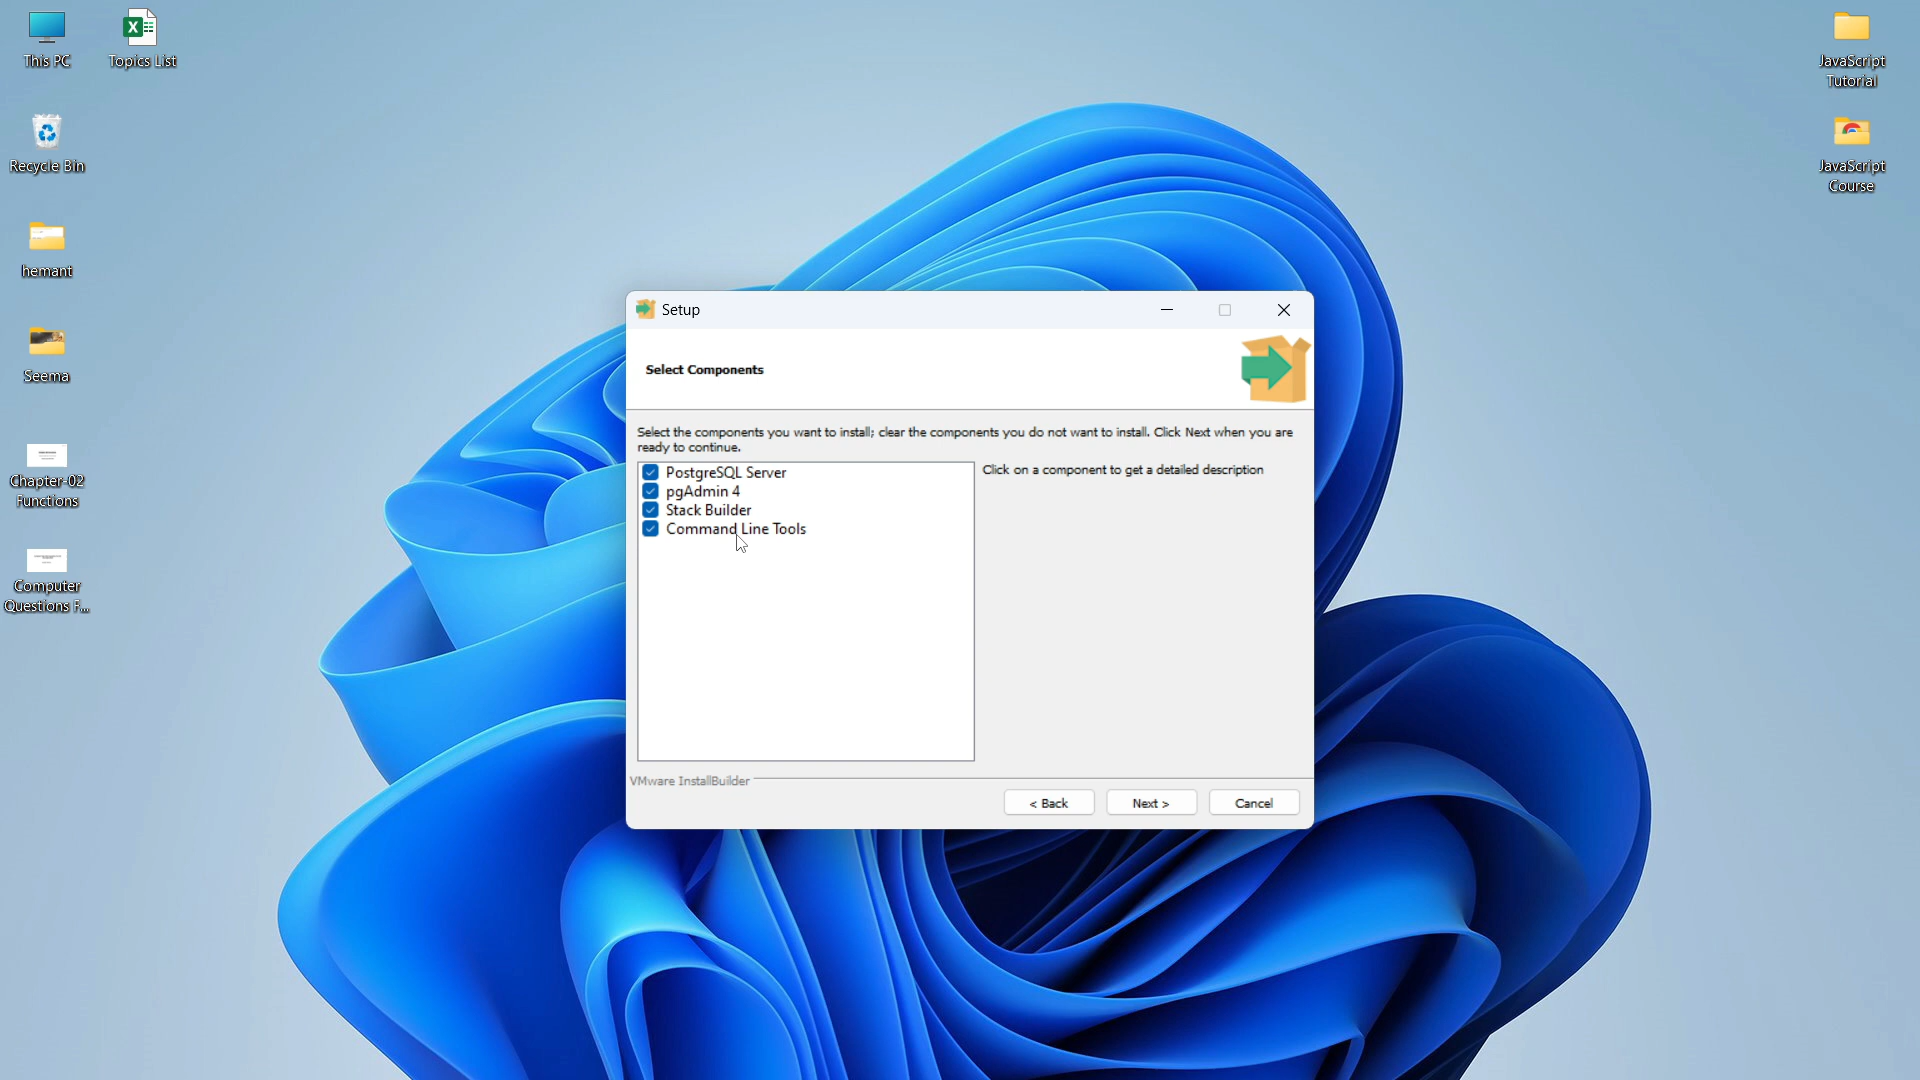 This PC
Topics List
Recycle Bin
hemant
Seema
Chapter-02
Functions
Computer
Questions F...
JavaScript
Tutorial
JavaScript
Course
Setup
Select Components
Select the components you want to install; clear the components you do not want to install. Click Next when you are
ready to continue.
PostgreSQL Server
pgAdmin 4
Stack Builder
Command Line Tools
Click on a component to get a detailed description
VMware InstallBuilder
< Back
Next >
Cancel